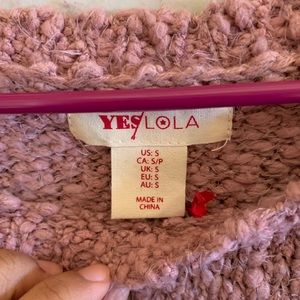 YES/LOLA
US: S
CA: S/P
UK: S
EU: S
AU: S
MADE IN
CHINA